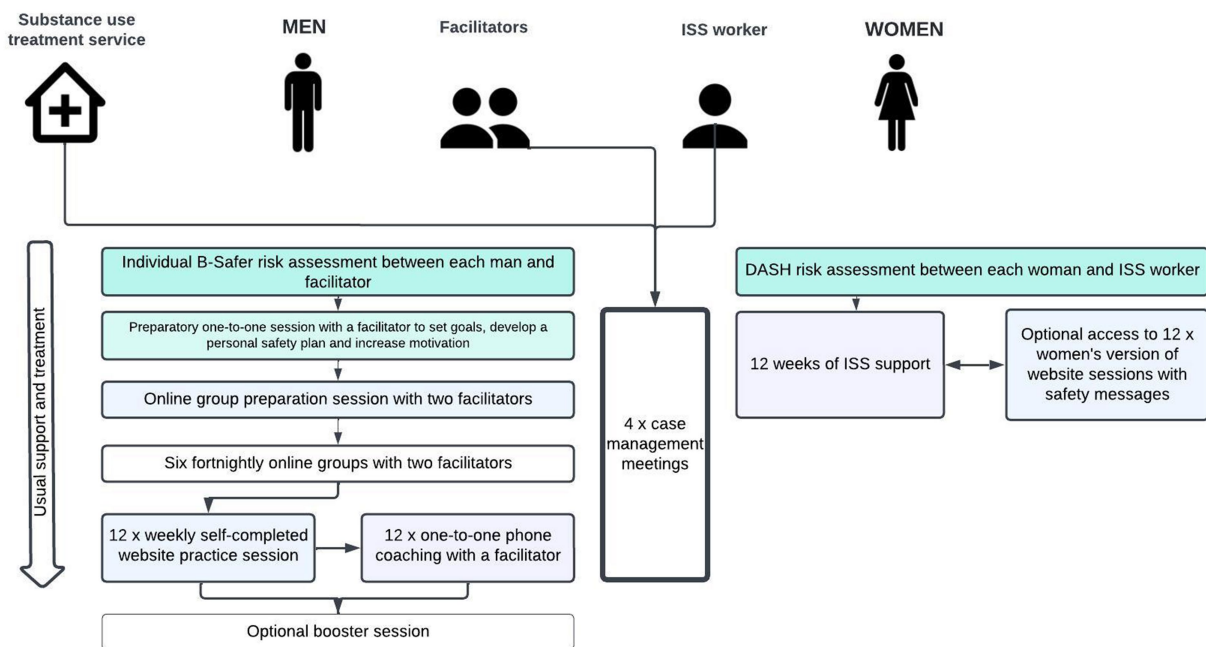 Substance use
treatment service
MEN
Facilitators
ISS worker
WOMEN
Usual support and treatment
Individual B-Safer risk assessment between each man and
facilitator
Preparatory one-to-one session with a facilitator to set goals, develop a
personal safety plan and increase motivation
Online group preparation session with two facilitators
Six fortnightly online groups with two facilitators
12 x weekly self-completed
website practice session
12 x one-to-one phone
coaching with a facilitator
Optional booster session
4 x case
management
meetings
DASH risk assessment between each woman and ISS worker
12 weeks of ISS support
Optional access to 12 x
women's version of
website sessions with
safety messages